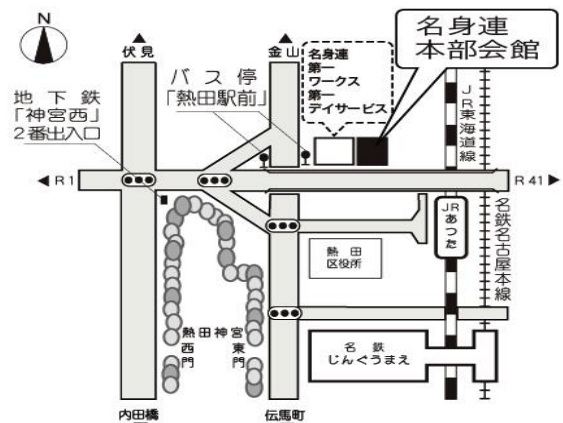 N
伏見
金山
名身連
本部会館
名身連
第一
ワークス
第一
デイサービス
バス停
「熱田駅前」
地下鉄
「神宮西」
2番出入口
JR東海道線
R1
R41
JRあつた
名鉄名古屋本線
熱田
区役所
熱田神宮
西門
東門
名鉄
じんぐうまえ
内田橋
伝馬町